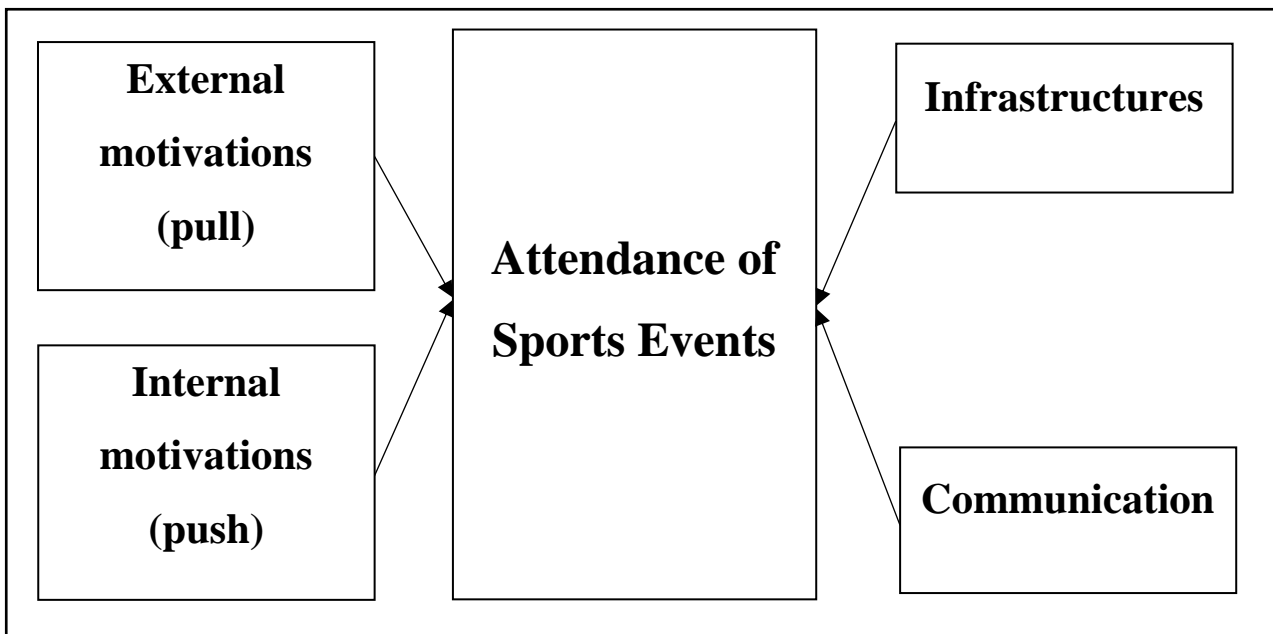 External
motivations
(pull)
Internal
motivations
(push)
Attendance of
Sports Events
Infrastructures
Communication